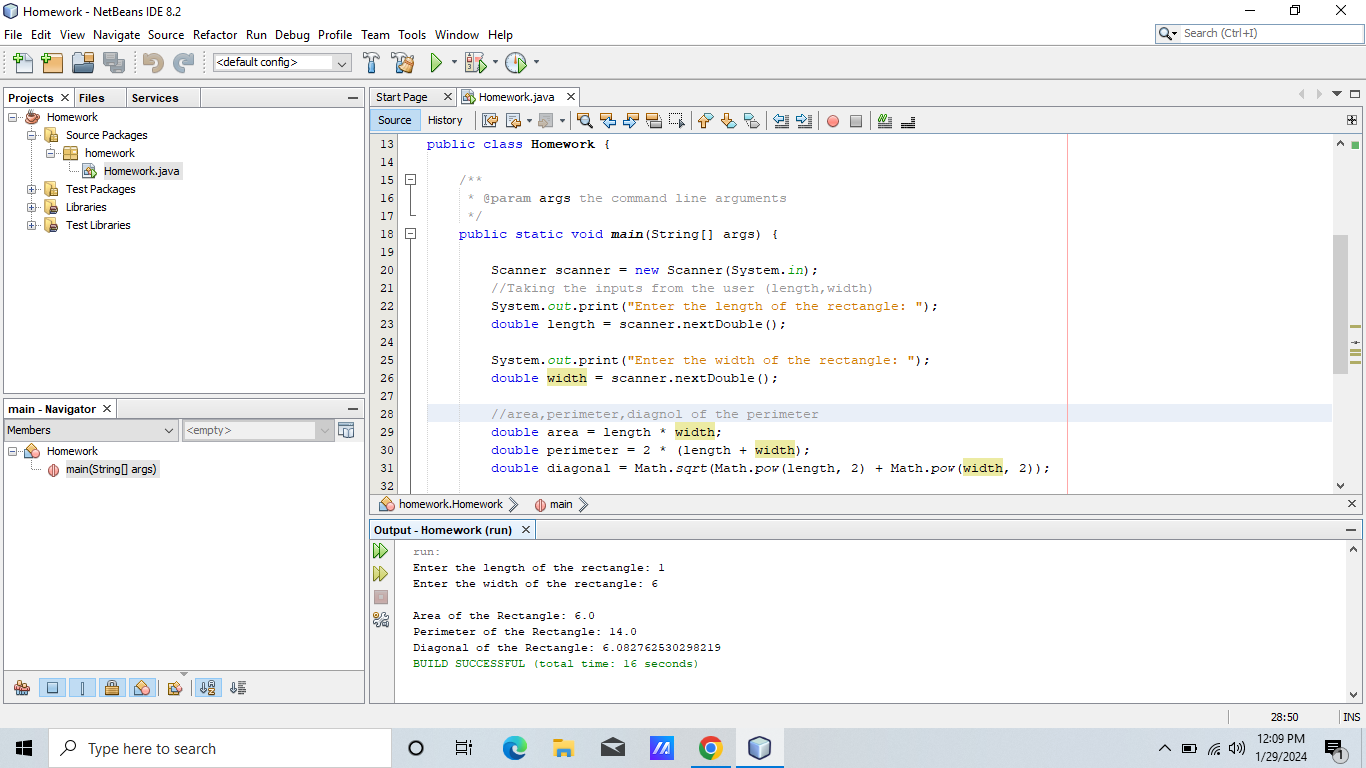 Homework - NetBeans IDE 8.2
File Edit View Navigate Source Refactor Run Debug Profile Team Tools Window Help
Search (Ctrl+I)
<default config>
Projects Files Services
Homework
Source Packages
homework
Homework.java
Test Packages
Libraries
Test Libraries
main - Navigator
Members <empty>
Homework
main(String[] args)
Start Page Homework.java
Source History
13 public class Homework {
14
15 /**
16 * @param args the command line arguments
17 */
18 public static void main(String[] args) {
19
20 Scanner scanner = new Scanner(System.in);
21 //Taking the inputs from the user (length,width)
22 System.out.print("Enter the length of the rectangle: ");
23 double length = scanner.nextDouble();
24
25 System.out.print("Enter the width of the rectangle: ");
26 double width = scanner.nextDouble();
27
28 //area,perimeter,diagnol of the perimeter
29 double area = length * width;
30 double perimeter = 2 * (length + width);
31 double diagonal = Math.sqrt(Math.pow(length, 2) + Math.pow(width, 2));
32
homework.Homework main
Output - Homework (run)
run:
Enter the length of the rectangle: 1
Enter the width of the rectangle: 6
Area of the Rectangle: 6.0
Perimeter of the Rectangle: 14.0
Diagonal of the Rectangle: 6.082762530298219
BUILD SUCCESSFUL (total time: 16 seconds)
28:50 INS
Type here to search
12:09 PM
1/29/2024
1